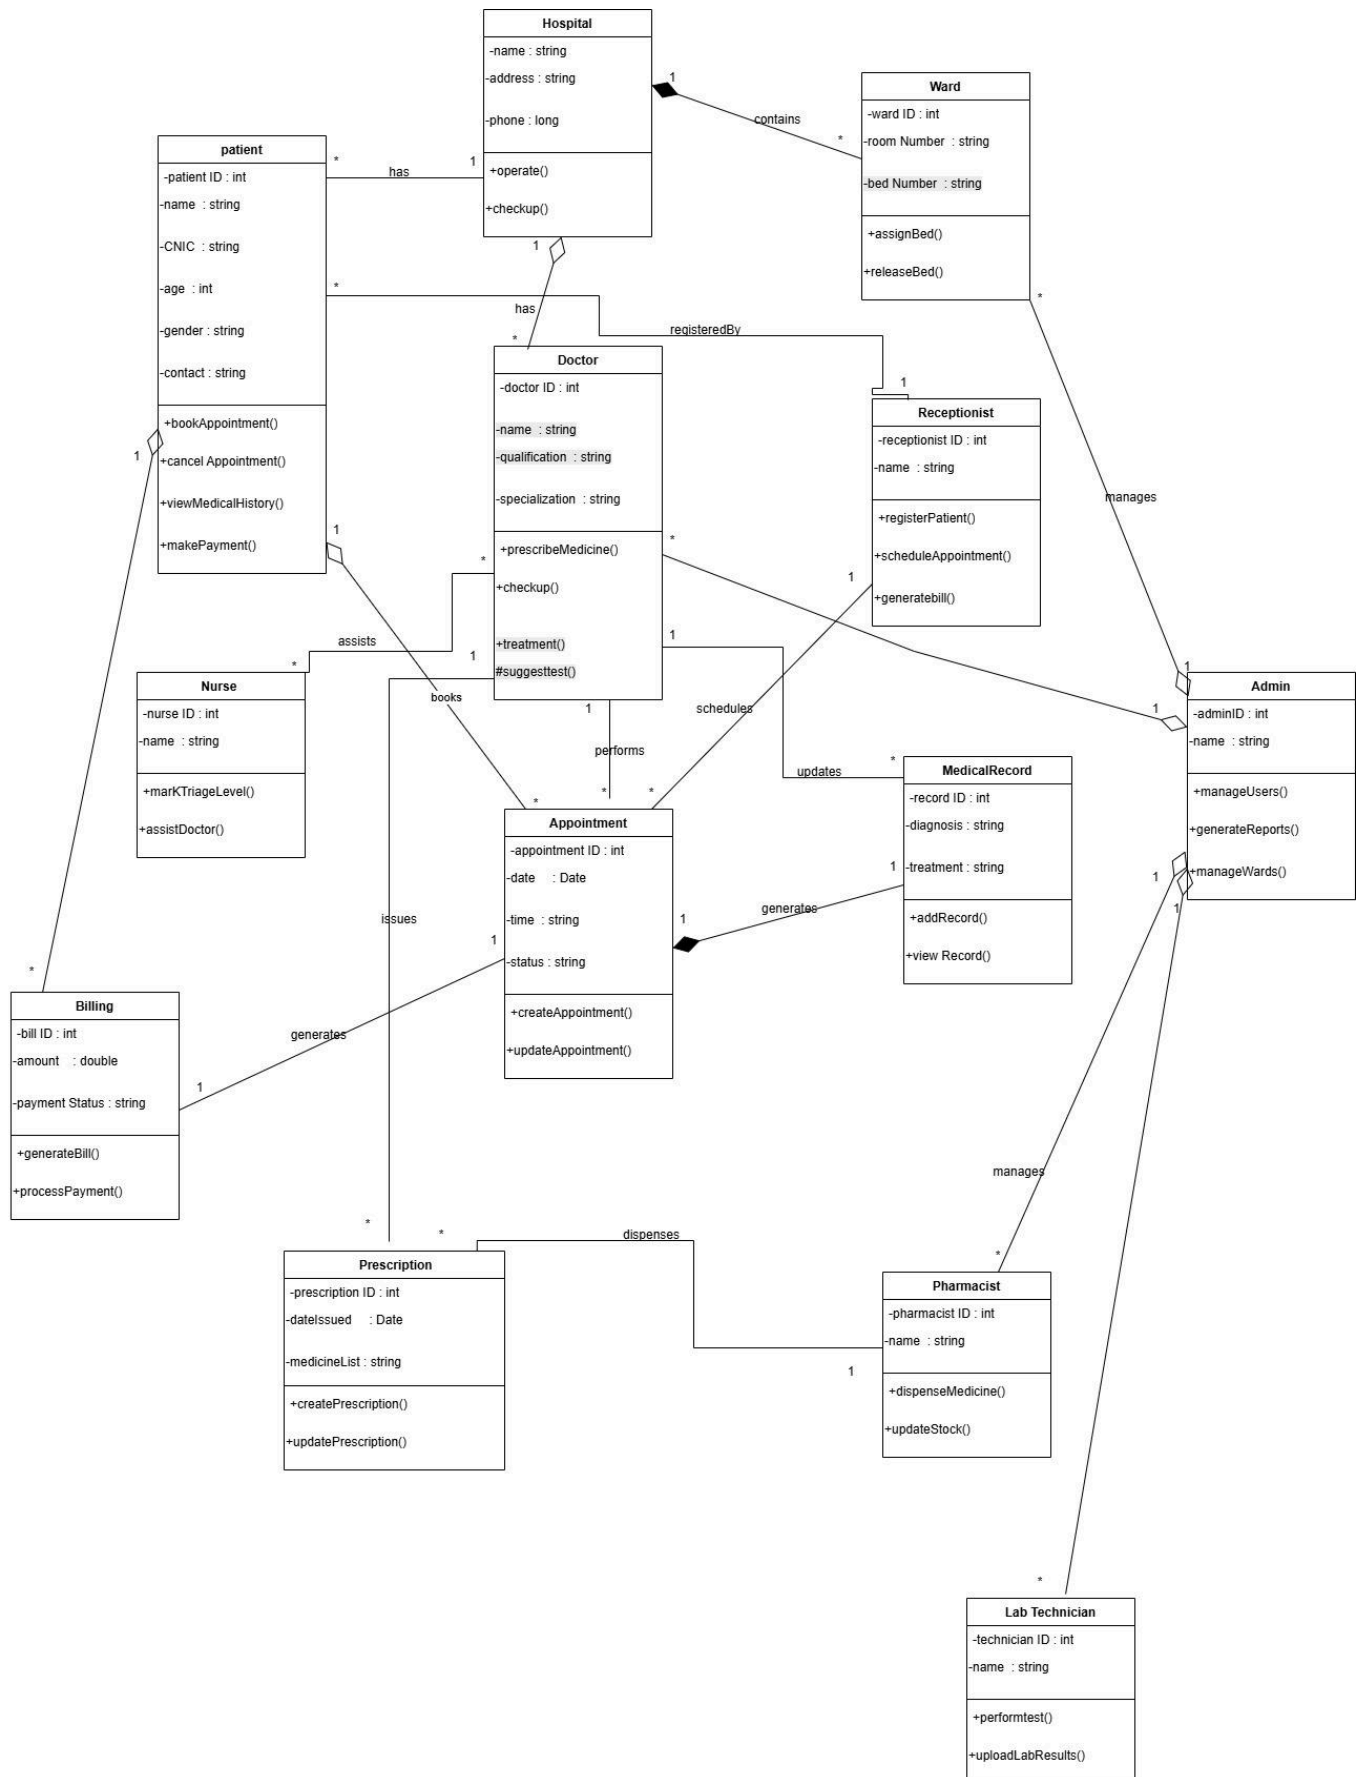 Hospital
-name : string
-address : string
-phone : long
+operate()
+checkup()
1
contains
*
Ward
-ward ID : int
-room Number : string
-bed Number : string
+assignBed()
+releaseBed()
patient
-patient ID : int
-name : string
-CNIC : string
-age : int
-gender : string
-contact : string
+bookAppointment()
+cancel Appointment()
+viewMedicalHistory()
+makePayment()
*
has
1
1
has
*
*
registeredBy
1
Doctor
-doctor ID : int
-name : string
-qualification : string
-specialization : string
+prescribeMedicine()
+checkup()
+treatment()
#suggesttest()
Receptionist
-receptionist ID : int
-name : string
+registerPatient()
+scheduleAppointment()
+generatebill()
*
manages
1
1
1
*
assists
*
*
1
1
books
*
1
performs
*
1
schedules
*
1
updates
*
1
issues
*
Nurse
-nurse ID : int
-name : string
+marKTriageLevel()
+assistDoctor()
Admin
-adminID : int
-name : string
+manageUsers()
+generateReports()
+manageWards()
MedicalRecord
-record ID : int
-diagnosis : string
-treatment : string
+addRecord()
+view Record()
Appointment
-appointment ID : int
-date : Date
-time : string
-status : string
+createAppointment()
+updateAppointment()
1
generates
1
1
generates
1
*
Billing
-bill ID : int
-amount : double
-payment Status : string
+generateBill()
+processPayment()
1
manages
*
1
*
*
dispenses
1
Prescription
-prescription ID : int
-dateIssued : Date
-medicineList : string
+createPrescription()
+updatePrescription()
Pharmacist
-pharmacist ID : int
-name : string
+dispenseMedicine()
+updateStock()
Lab Technician
-technician ID : int
-name : string
+performtest()
+uploadLabResults()